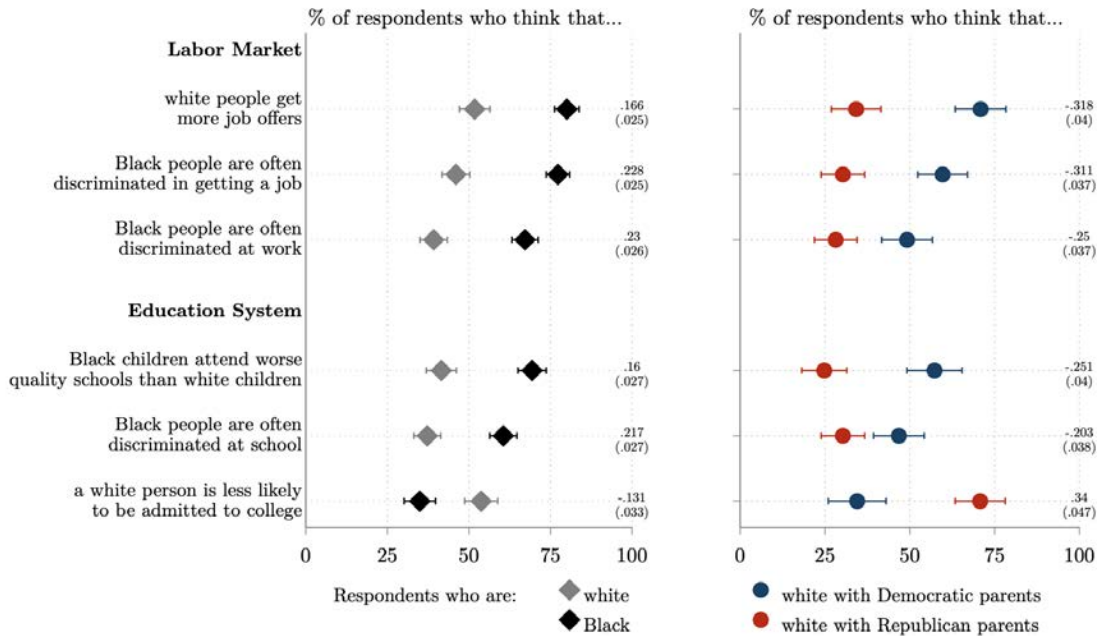 % of respondents who think that...
% of respondents who think that...
Labor Market
white people get
more job offers
.166
(.025)
-.318
(.04)
Black people are often
discriminated in getting a job
.228
(.025)
-.311
(.037)
Black people are often
discriminated at work
.23
(.026)
-.25
(.037)
Education System
Black children attend worse
quality schools than white children
.16
(.027)
-.251
(.04)
Black people are often
discriminated at school
.217
(.027)
-.203
(.038)
a white person is less likely
to be admitted to college
-.131
(.033)
.34
(.047)
0 25 50 75 100
0 25 50 75 100
Respondents who are:
white
Black
white with Democratic parents
white with Republican parents